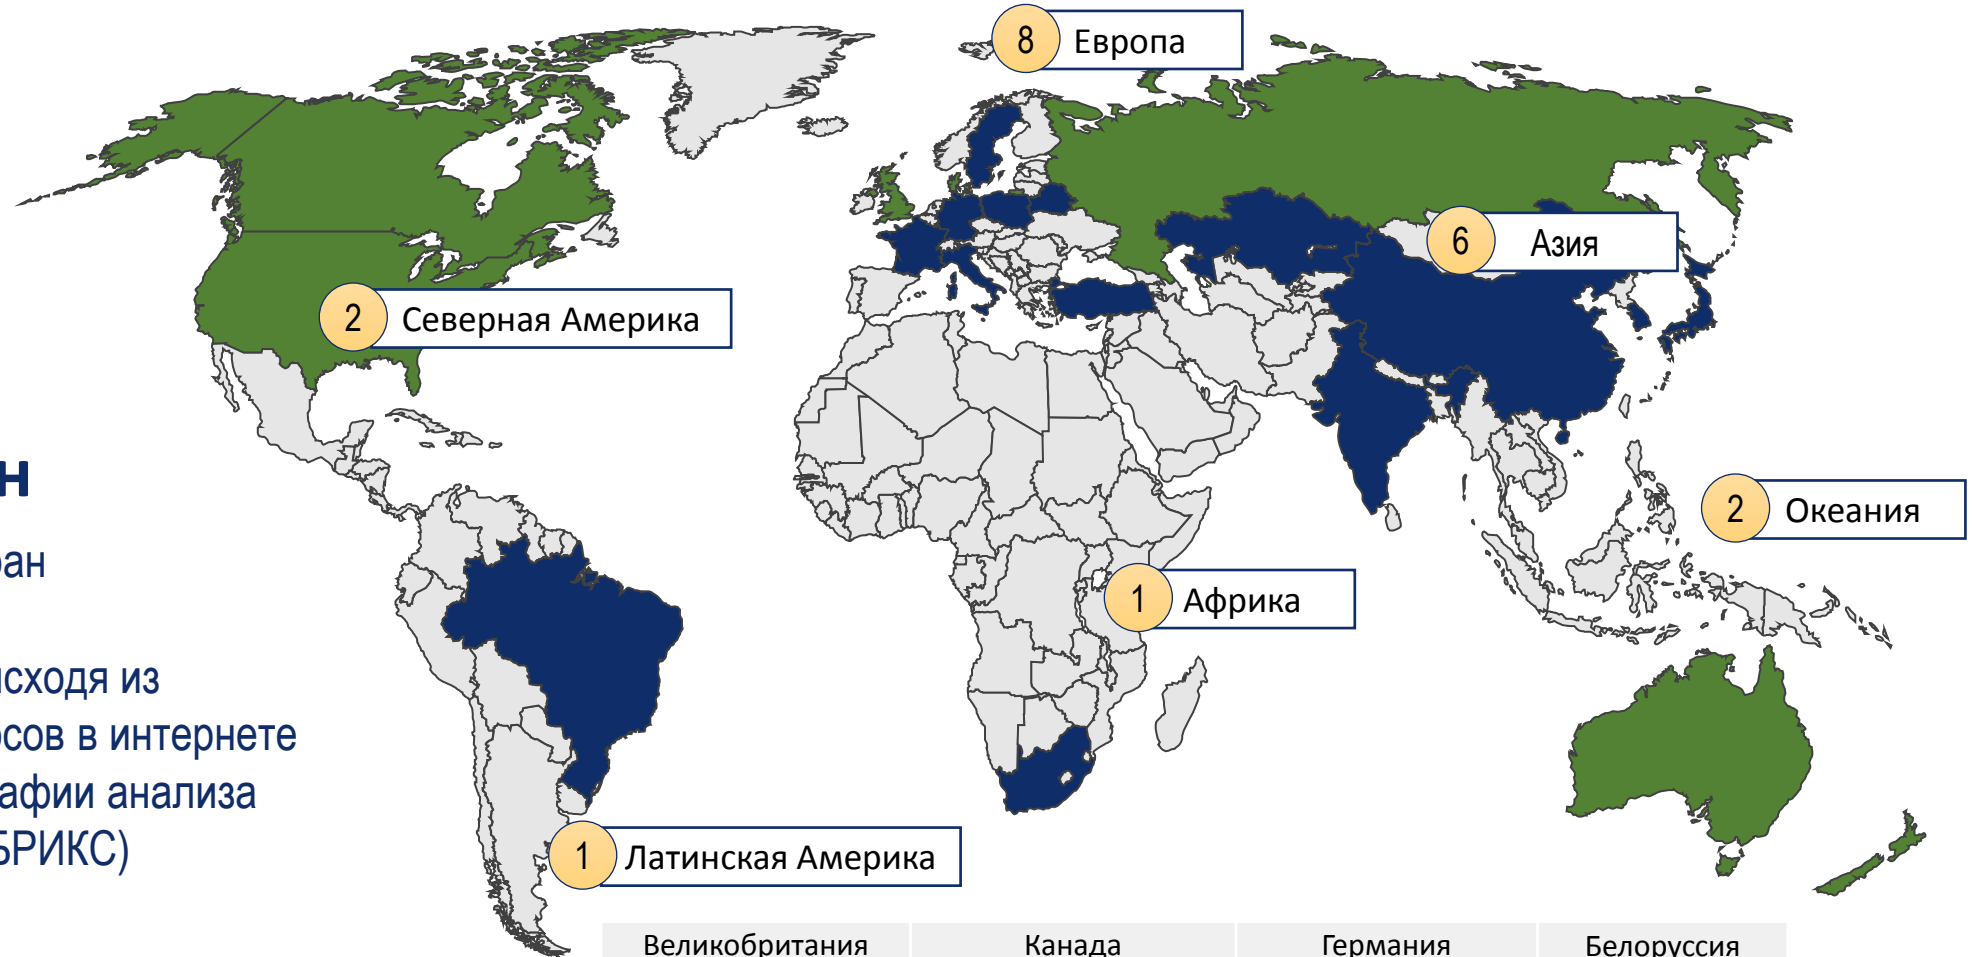 8 Европа
6 Азия
2 Северная Америка
н
2 Океания
ран
1 Африка
исходя из
осов в интернете
афии анализа
БРИКС)
1 Латинская Америка
Великобритания Канада Германия Белоруссия